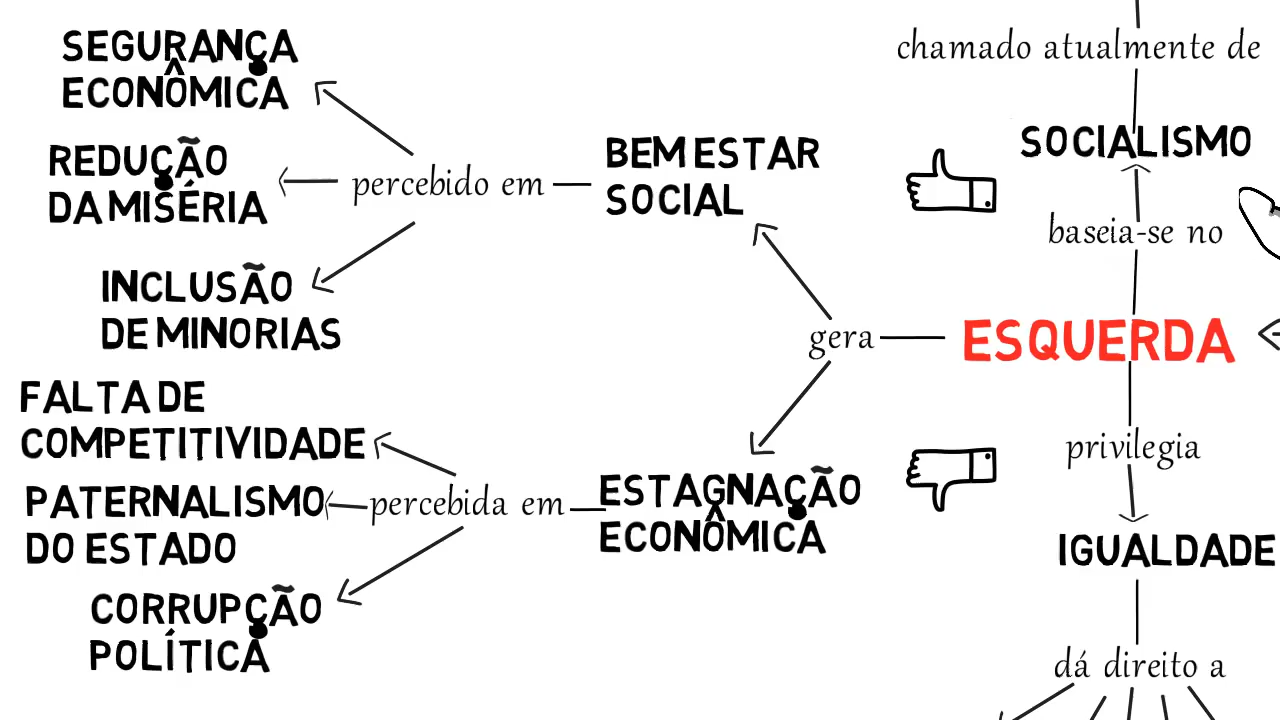 SEGURANÇA
ECONÔMICA
REDUÇÃO
DA MISÉRIA
percebido em
INCLUSÃO
DE MINORIAS
BEM ESTAR
SOCIAL
chamado atualmente de
SOCIALISMO
baseia-se no
gera
ESQUERDA
FALTA DE
COMPETITIVIDADE
PATERNALISMO
DO ESTADO
percebida em
CORRUPÇÃO
POLÍTICA
ESTAGNAÇÃO
ECONÔMICA
privilegia
IGUALDADE
dá direito a